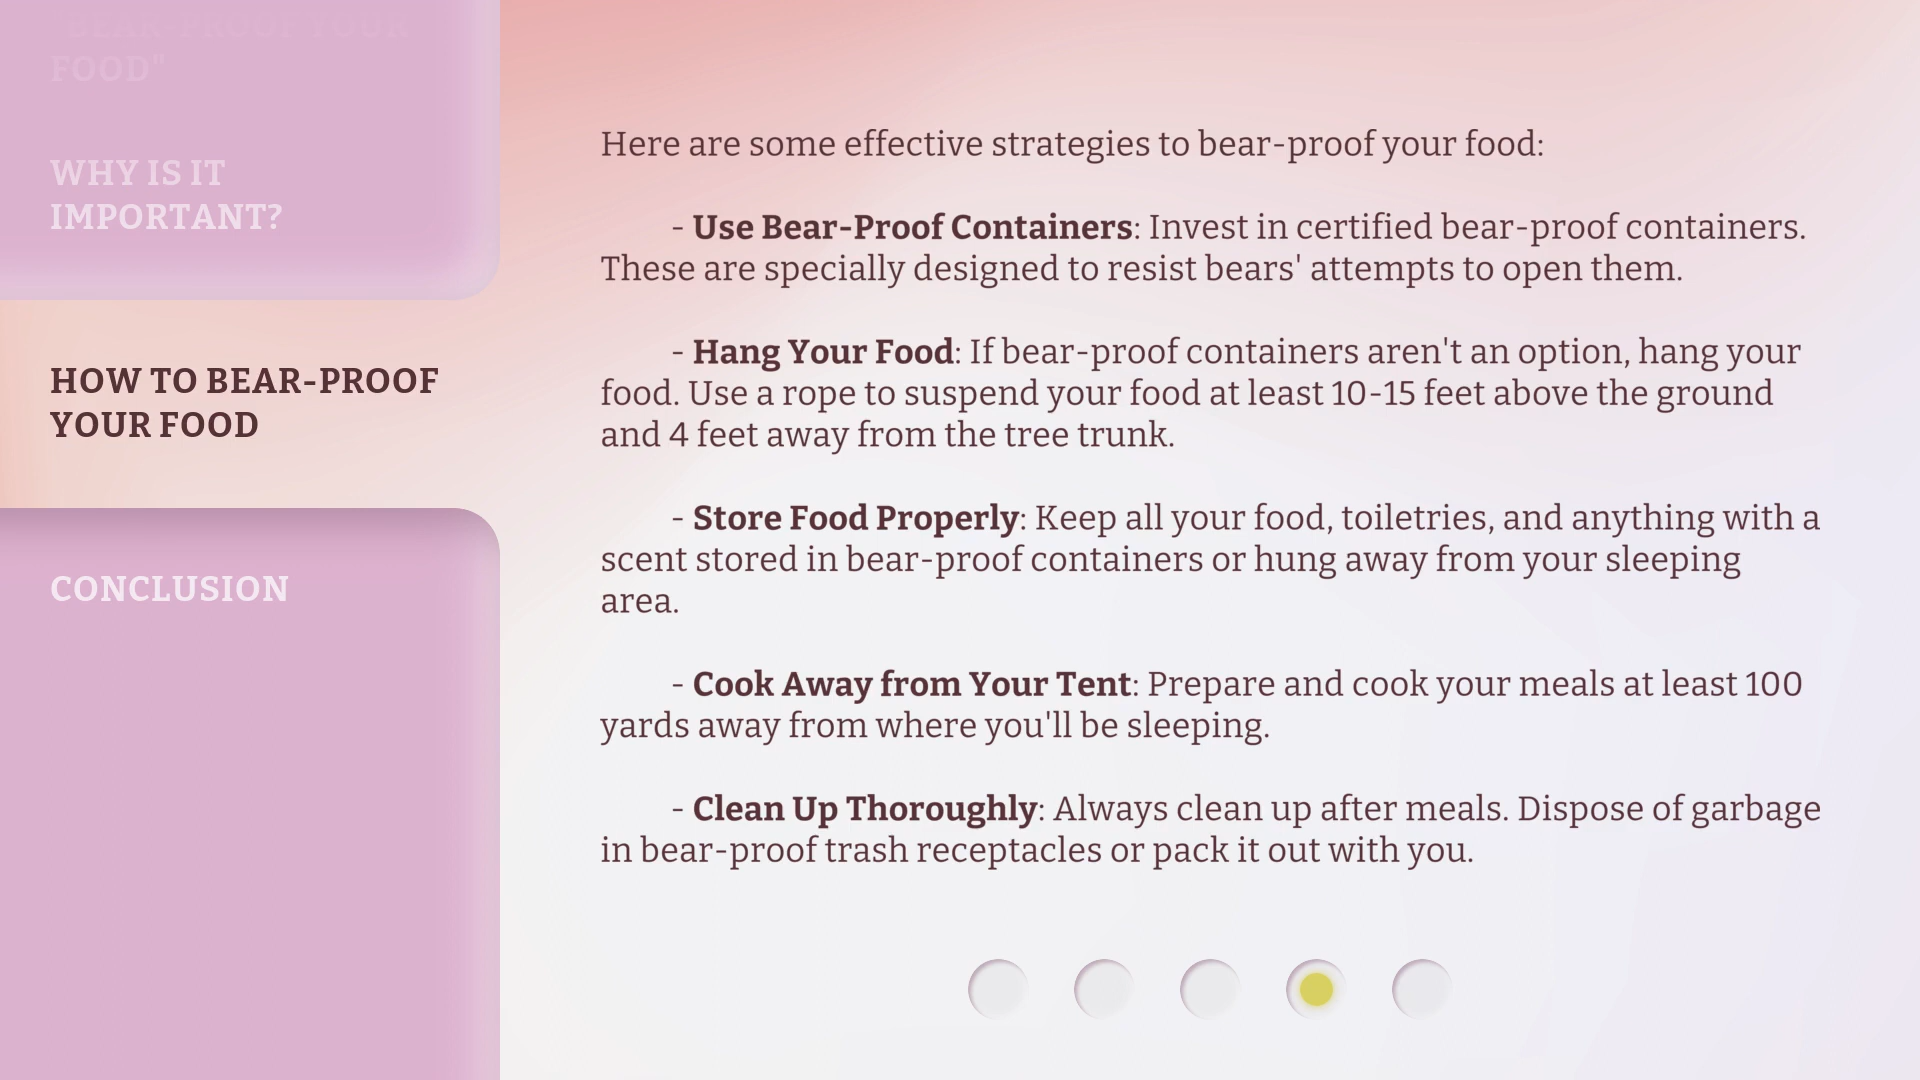 "BEAR-PROOF YOUR
FOOD"
WHY IS IT
IMPORTANT?
HOW TO BEAR-PROOF
YOUR FOOD
CONCLUSION
Here are some effective strategies to bear-proof your food:
- Use Bear-Proof Containers: Invest in certified bear-proof containers.
These are specially designed to resist bears' attempts to open them.
- Hang Your Food: If bear-proof containers aren't an option, hang your
food. Use a rope to suspend your food at least 10-15 feet above the ground
and 4 feet away from the tree trunk.
- Store Food Properly: Keep all your food, toiletries, and anything with a
scent stored in bear-proof containers or hung away from your sleeping
area.
- Cook Away from Your Tent: Prepare and cook your meals at least 100
yards away from where you'll be sleeping.
- Clean Up Thoroughly: Always clean up after meals. Dispose of garbage
in bear-proof trash receptacles or pack it out with you.